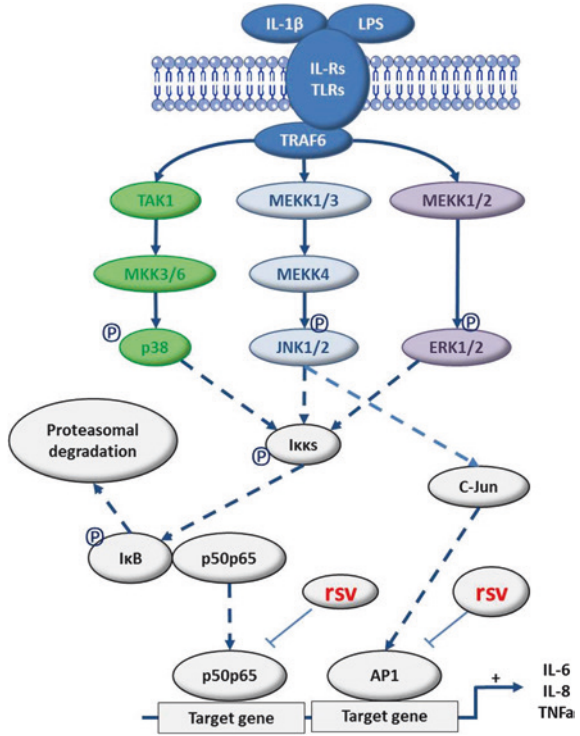 IL-1β
LPS
IL-Rs
TLRs
TRAF6
TAK1
MEKK1/3
MEKK1/2
MKK3/6
MEKK4
P
p38
P
JNK1/2
P
ERK1/2
Proteasomal
degradation
P
Iκκs
C-Jun
P
IκB
p50p65
rsv
rsv
p50p65
AP1
+
IL-6
IL-8
TNFa
Target gene
Target gene